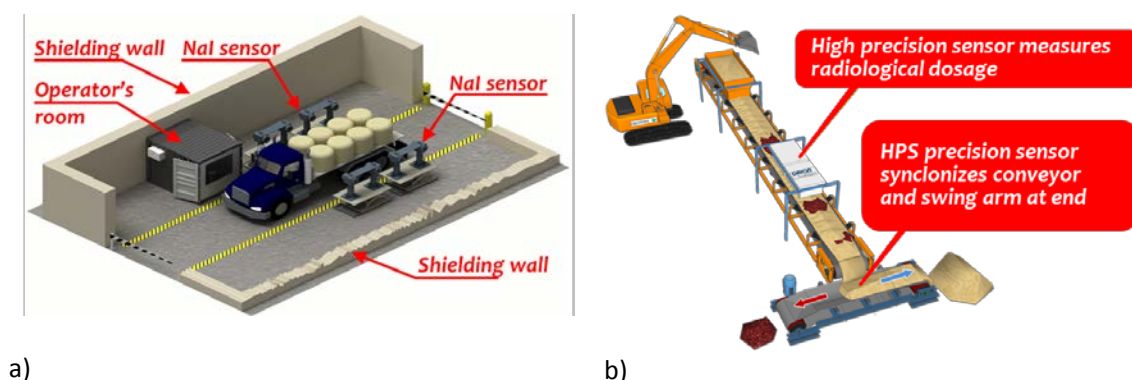 Shielding wall
NaI sensor
NaI sensor
Operator's
room
Shielding wall
a)
High precision sensor measures
radiological dosage
HPS precision sensor
synclonizes conveyor
and swing arm at end
b)